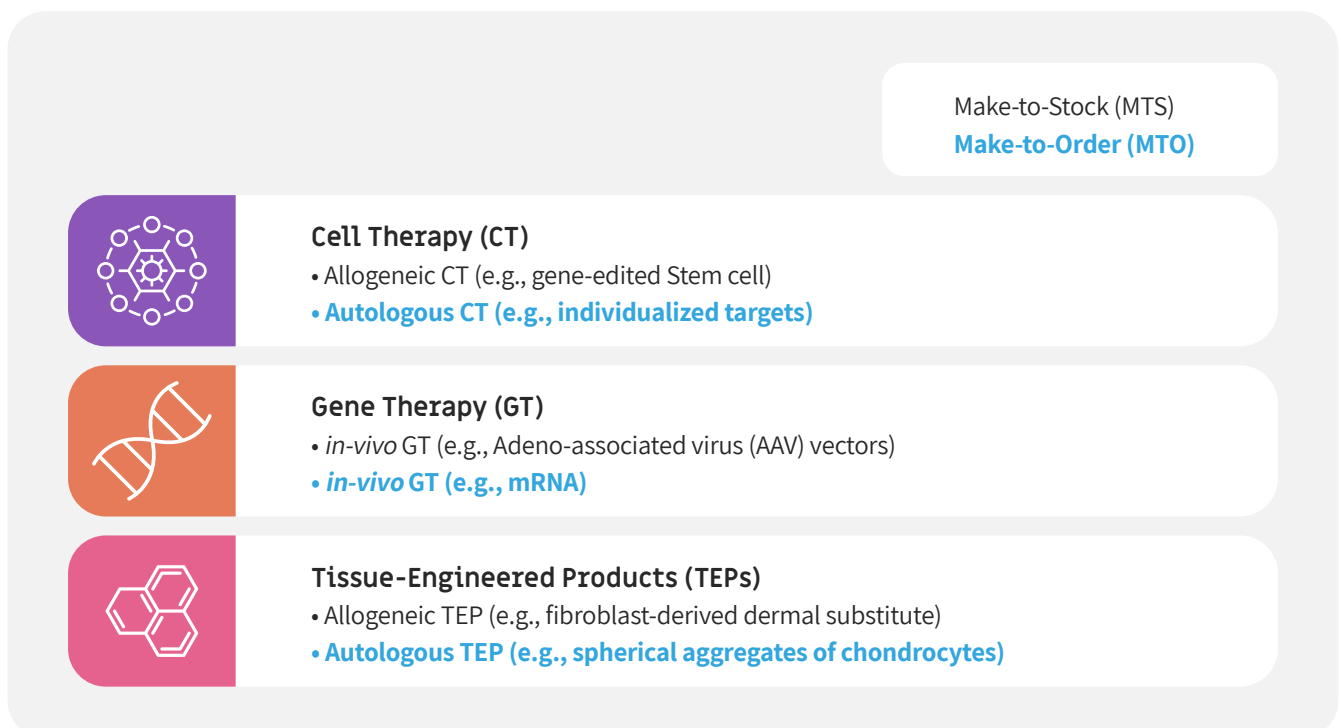 Make-to-Stock (MTS)
Make-to-Order (MTO)
Cell Therapy (CT)
• Allogeneic CT (e.g., gene-edited Stem cell)
• Autologous CT (e.g., individualized targets)
Gene Therapy (GT)
• in-vivo GT (e.g., Adeno-associated virus (AAV) vectors)
• in-vivo GT (e.g., mRNA)
Tissue-Engineered Products (TEPs)
• Allogeneic TEP (e.g., fibroblast-derived dermal substitute)
• Autologous TEP (e.g., spherical aggregates of chondrocytes)